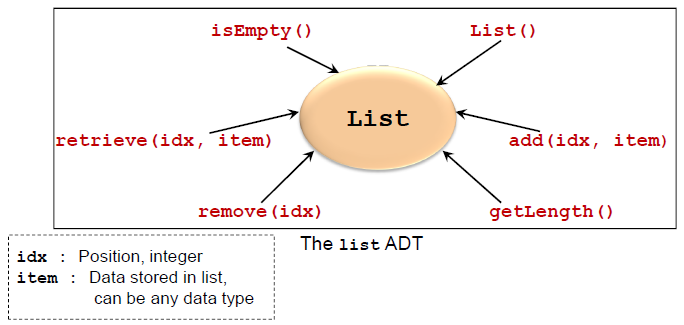 isEmpty() List()
List
retrieve(idx, item) add(idx, item)
remove(idx) getLength()
The list ADT
idx : Position, integer
item : Data stored in list,
can be any data type